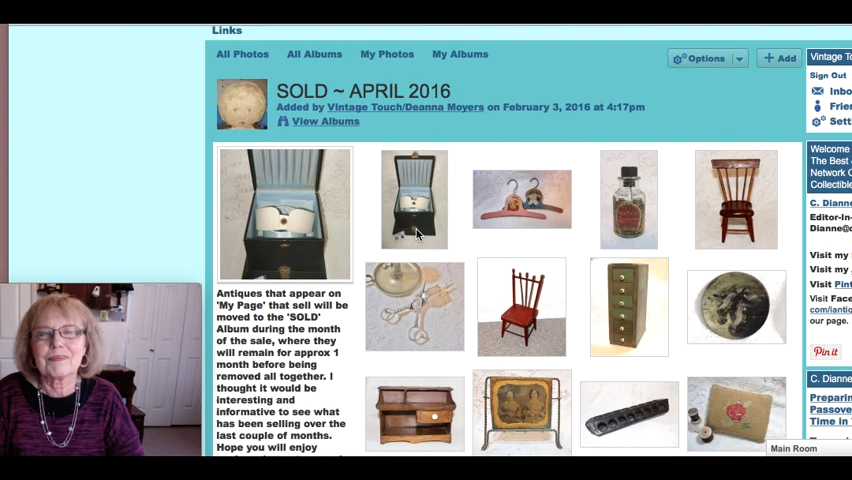 Links
All Photos All Albums My Photos My Albums
Options
+ Add
SOLD ~ APRIL 2016
Added by Vintage Touch/Deanna Moyers on February 3, 2016 at 4:17pm
View Albums
Antiques that appear on
'My Page' that sell will be
moved to the 'SOLD'
Album during the month
of the sale, where they
will remain for approx 1
month before being
removed all together. I
thought it would be
interesting and
informative to see what
has been selling over the
last couple of months.
Hope you will enjoy
Vintage To
Sign Out
Inbo
Frien
Sett
Welcome
The Best
Network
Collectible
C. Dianne
Editor-In-
Dianne@
Visit my
Visit my
Visit Pint
Visit Face
com/iantiq
our page.
Pin it
C. Dianne
Preparin
Passove
Time in
Main Room